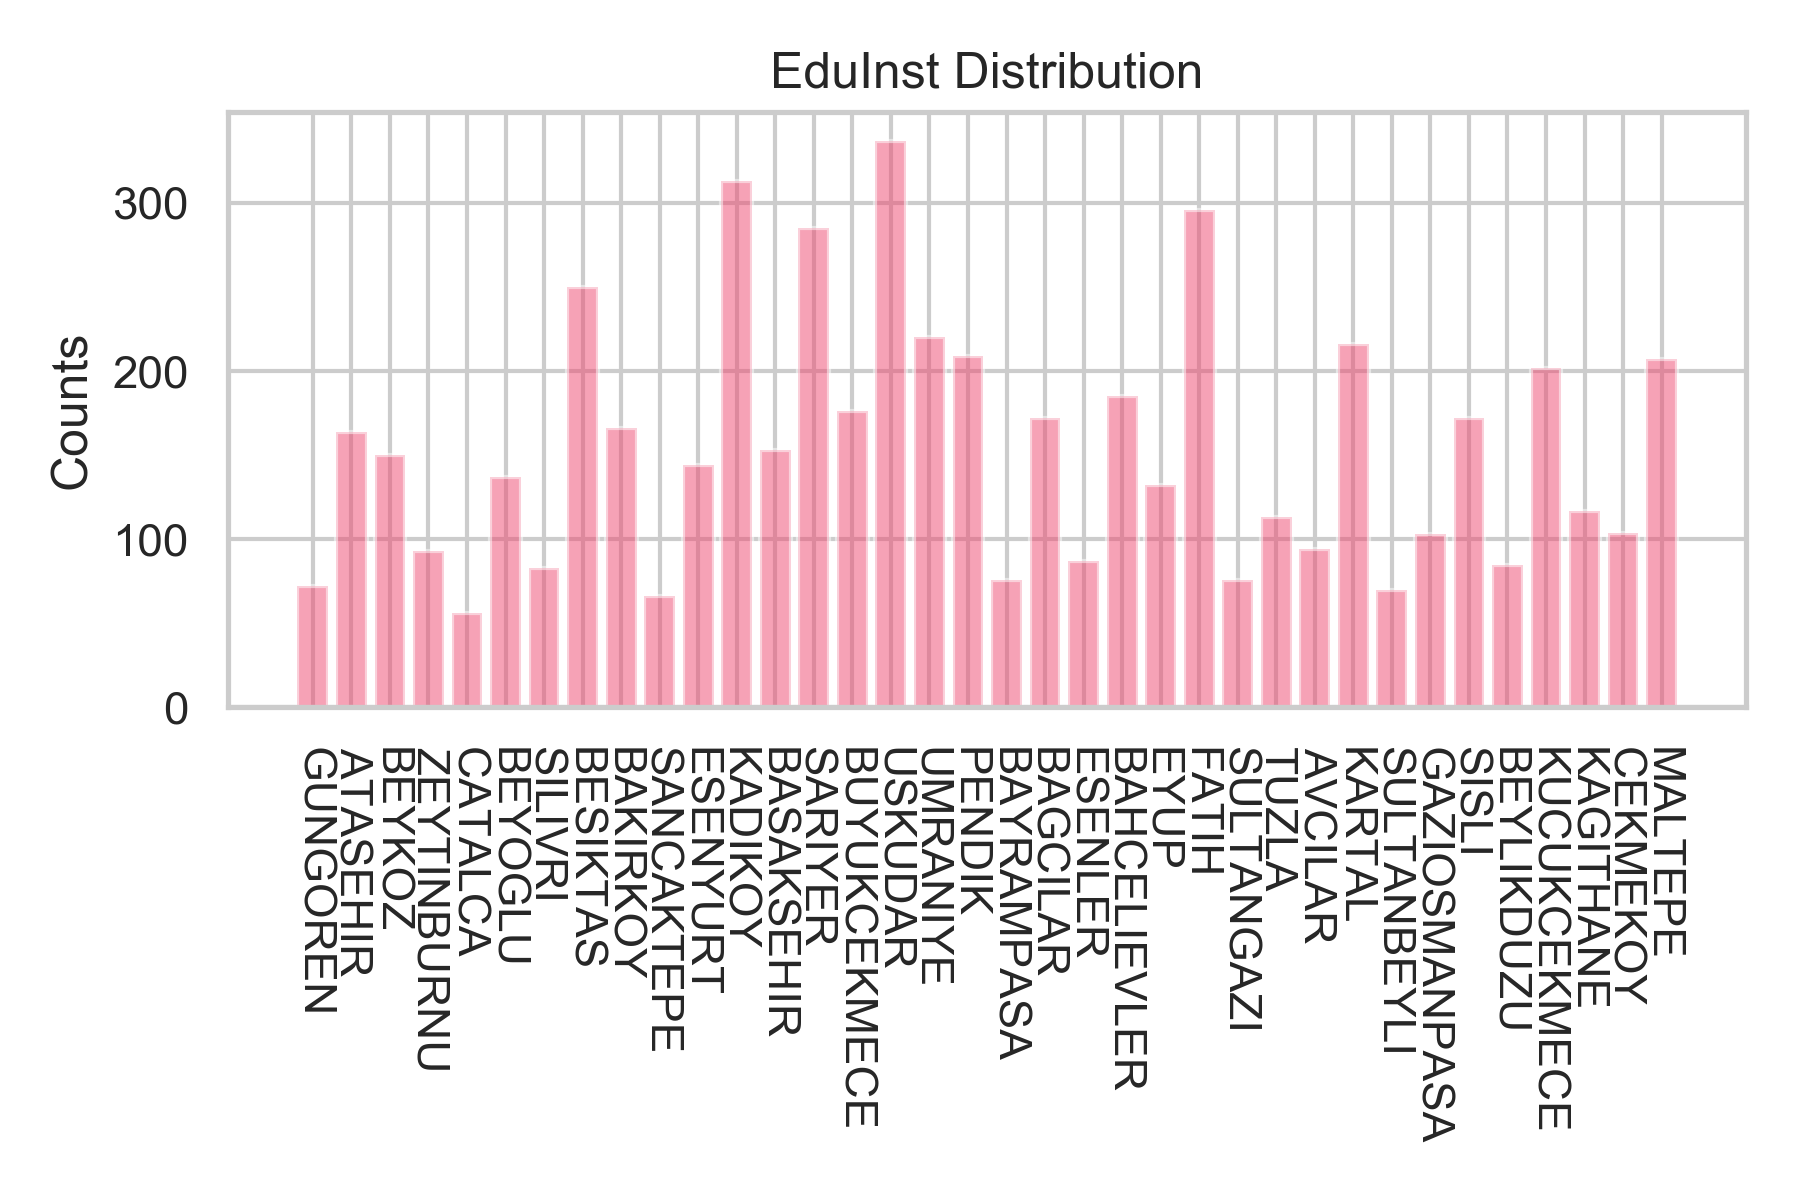 EduInst Distribution
Counts
300
200
100
0
GUNGOREN
ATASEHIR
BEYKOZ
ZEYTINBURNU
CATALCA
BEYOGLU
SILIVRI
BESIKTAS
BAKIRKOY
SANCAKTEPE
ESENYURT
KADIKOY
BASAKSEHIR
SARIYER
BUYUKCEKMECE
USKUDAR
UMRANIYE
PENDIK
BAYRAMPASA
BAGCILAR
ESENLER
BAHCELIEVLER
EYUP
FATIH
SULTANGAZI
TUZLA
AVCILAR
KARTAL
SULTANBEYLI
GAZIOSMANPASA
SISLI
BEYLIKDUZU
KUCUKCEKMECE
KAGITHANE
CEKMEKOY
MALTEPE